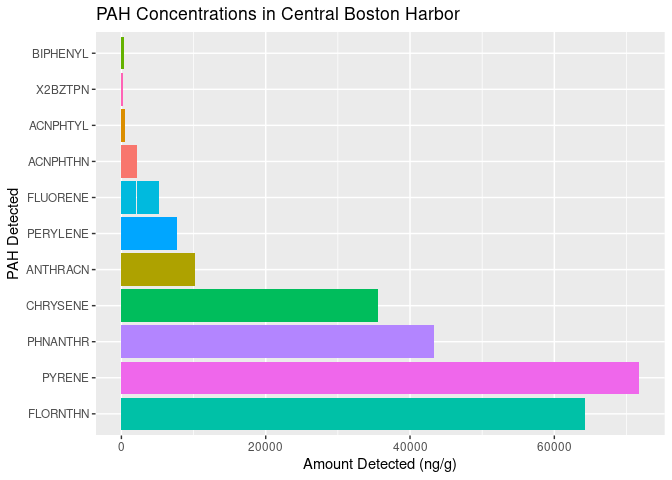 PAH Concentrations in Central Boston Harbor
PAH Detected
BIPHENYL
X2BZTPN
ACNPHTYL
ACNPHTHN
FLUORENE
PERYLENE
ANTHRACN
CHRYSENE
PHNANTHR
PYRENE
FLORNTHN
0 20000 40000 60000
Amount Detected (ng/g)